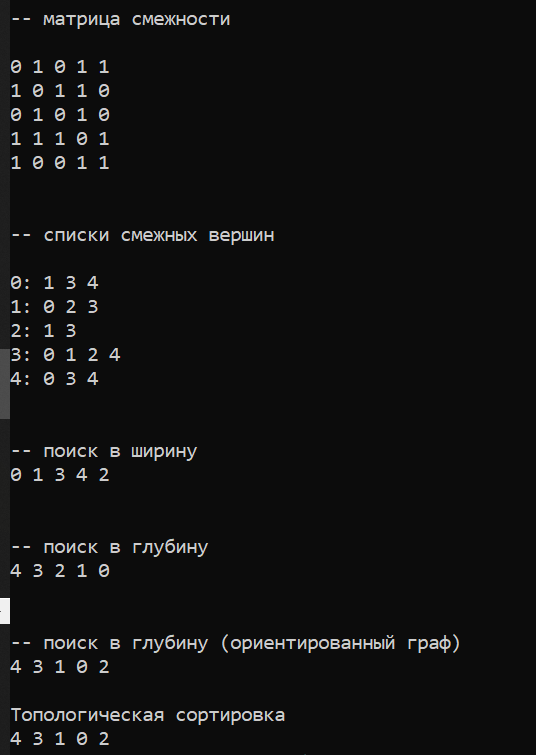 -- матрица смежности
0 1 0 1 1
1 0 1 1 0
0 1 0 1 0
1 1 1 0 1
1 0 0 1 1
-- списки смежных вершин
0: 1 3 4
1: 0 2 3
2: 1 3
3: 0 1 2 4
4: 0 3 4
-- поиск в ширину
0 1 3 4 2
-- поиск в глубину
4 3 2 1 0
-- поиск в глубину (ориентированный граф)
4 3 1 0 2
Топологическая сортировка
4 3 1 0 2